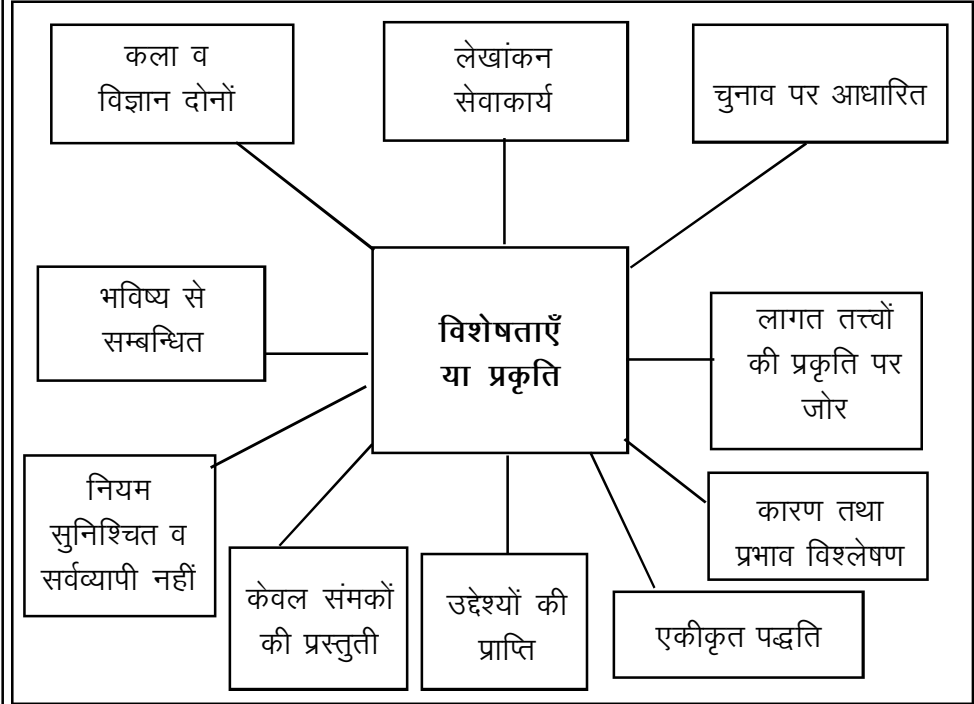 कला व
विज्ञान दोनों
लेखांकन
सेवाकार्य
चुनाव पर आधारित
भविष्य से
सम्बन्धित
विशेषताएँ
या प्रकृति
लागत तत्त्वों
की प्रकृति पर
जोर
नियम
सुनिश्चित व
सर्वव्यापी नहीं
कारण तथा
प्रभाव विश्लेषण
केवल संमकों
की प्रस्तुती
उद्देश्यों की
प्राप्ति
एकीकृत पद्धति